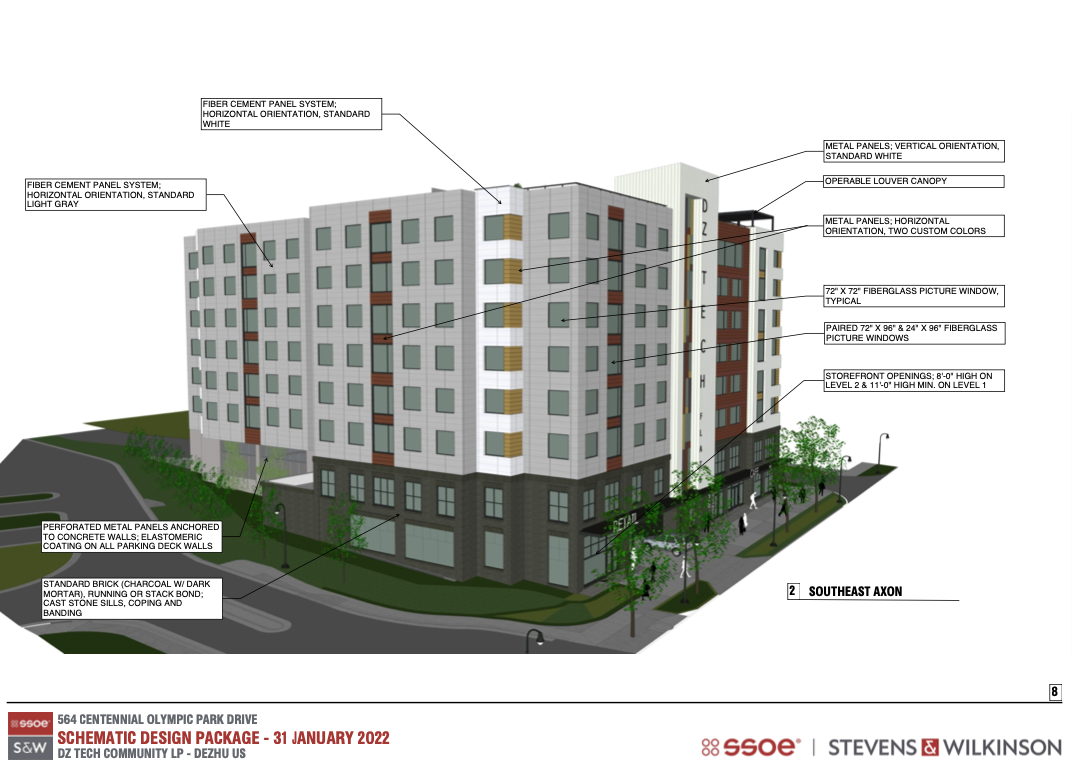 FIBER CEMENT PANEL SYSTEM;
HORIZONTAL ORIENTATION, STANDARD
WHITE
METAL PANELS; VERTICAL ORIENTATION,
STANDARD WHITE
OPERABLE LOUVER CANOPY
FIBER CEMENT PANEL SYSTEM;
HORIZONTAL ORIENTATION, STANDARD
LIGHT GRAY
METAL PANELS; HORIZONTAL
ORIENTATION, TWO CUSTOM COLORS
72" X 72" FIBERGLASS PICTURE WINDOW,
TYPICAL
PAIRED 72" X 96" & 24" X 96" FIBERGLASS
PICTURE WINDOWS
STOREFRONT OPENINGS; 8'-0" HIGH ON
LEVEL 2 & 11'-0" HIGH MIN. ON LEVEL 1
DZ TECH PLA
RETAIL
CAFE
PERFORATED METAL PANELS ANCHORED
TO CONCRETE WALLS; ELASTOMERIC
COATING ON ALL PARKING DECK WALLS
STANDARD BRICK (CHARCOAL W/ DARK
MORTAR), RUNNING OR STACK BOND;
CAST STONE SILLS, COPING AND
BANDING
2 SOUTHEAST AXON
8
ssoe
S&W
564 CENTENNIAL OLYMPIC PARK DRIVE
SCHEMATIC DESIGN PACKAGE - 31 JANUARY 2022
DZ TECH COMMUNITY LP - DEZHU US
ssoe® | STEVENS & WILKINSON